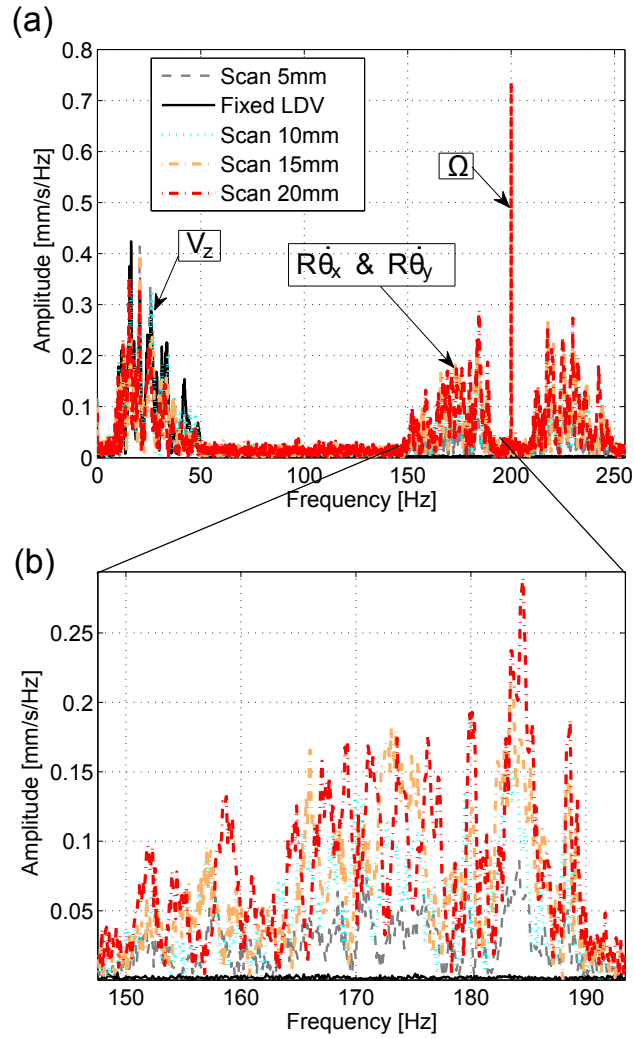 (a)
Amplitude [mm/s/Hz]
0.8
0.7
0.6
0.5
0.4
0.3
0.2
0.1
0
Scan 5mm
Fixed LDV
Scan 10mm
Scan 15mm
Scan 20mm
Ω
V_z
Rθ̇_x & Rθ̇_y
0 50 100 150 200 250
Frequency [Hz]
(b)
Amplitude [mm/s/Hz]
0.25
0.2
0.15
0.1
0.05
150 160 170 180 190
Frequency [Hz]